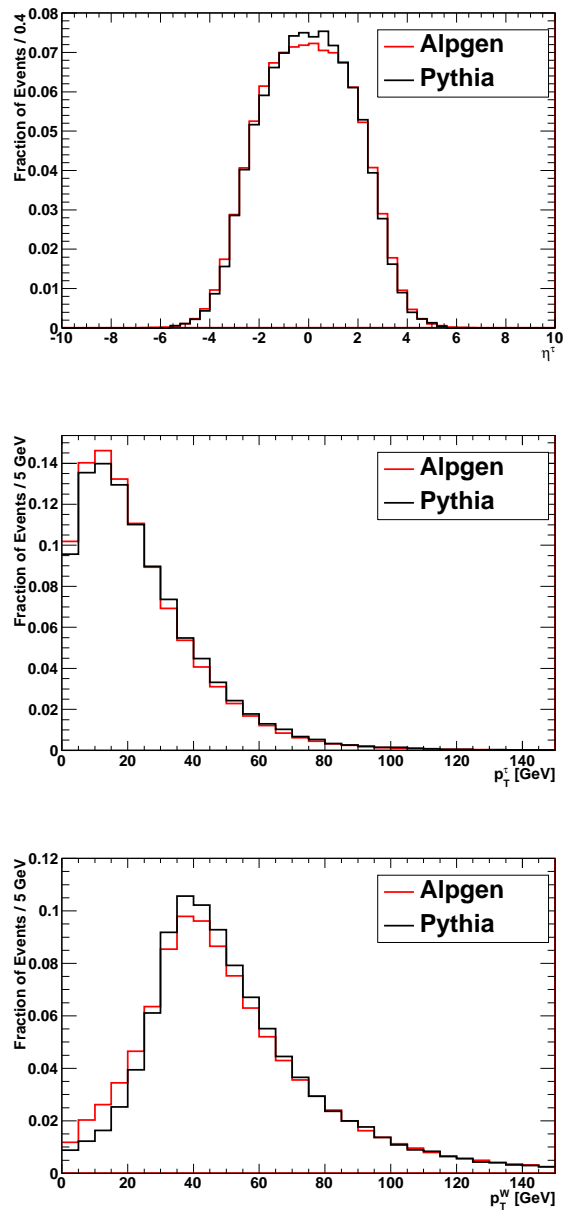 Fraction of Events / 0.4
0.08
0.07
0.06
0.05
0.04
0.03
0.02
0.01
0
-10 -8 -6 -4 -2 0 2 4 6 8 10
η^τ
Alpgen
Pythia
Fraction of Events / 5 GeV
0.14
0.12
0.1
0.08
0.06
0.04
0.02
0
0 20 40 60 80 100 120 140
p_T^τ [GeV]
Alpgen
Pythia
Fraction of Events / 5 GeV
0.12
0.1
0.08
0.06
0.04
0.02
0
0 20 40 60 80 100 120 140
p_T^W [GeV]
Alpgen
Pythia